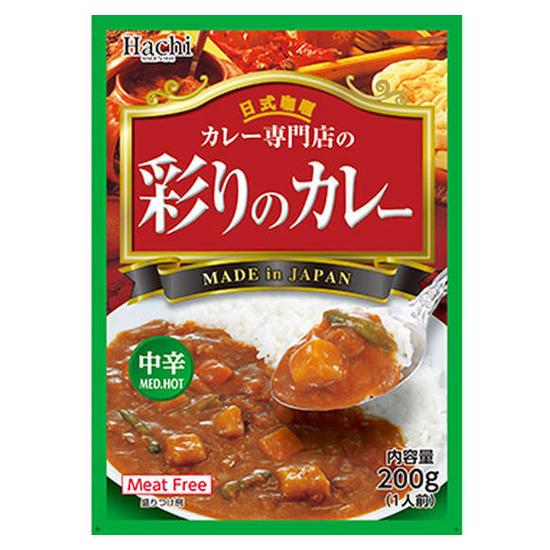 Hachi
日式咖喱
カレー専門店の
彩りのカレー
MADE in JAPAN
中辛
MED.HOT
Meat Free
盛りつけ例
内容量
200g
(1人前)